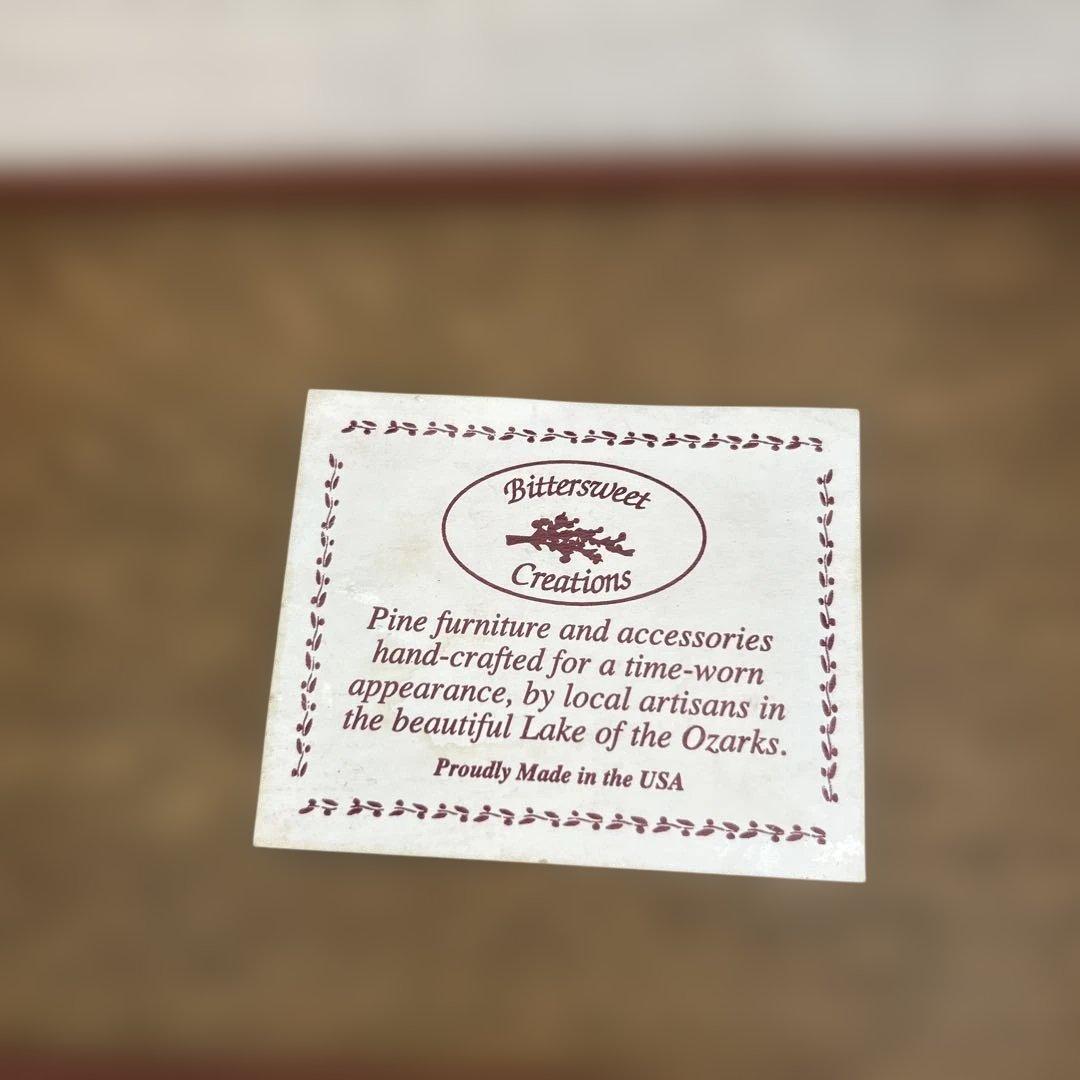 Bittersweet
Creations
Pine furniture and accessories
hand-crafted for a time-worn
appearance, by local artisans in
the beautiful Lake of the Ozarks.
Proudly Made in the USA